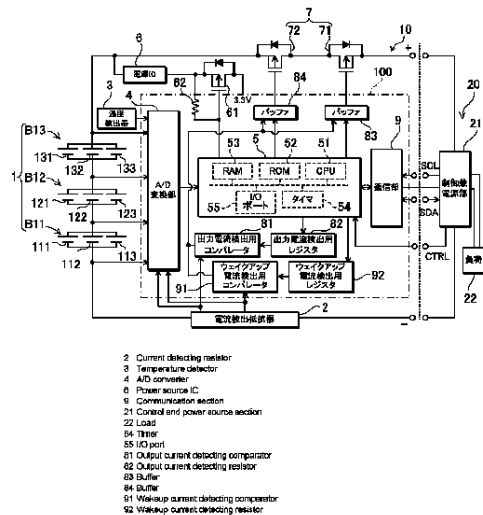 7
6
72
71
10
+
電源IC
62
3.3V
61
84
バッファ
100
83
バッファ
20
21
3
温度検出器
4
9
B13
131
132
133
B12
1
121
122
123
B11
111
112
113
A/D変換部
53
5
52
51
RAM
ROM
CPU
I/Oポート
55
タイマ
54
通信部
SCL
SDA
CTRL
負荷
22
81
82
出力電流検出用コンパレータ
出力電流検出用レジスタ
ウェイクアップ電流検出用コンパレータ
ウェイクアップ電流検出用レジスタ
91
92
電流検出抵抗器
2
-
2 Current detecting resistor
3 Temperature detector
4 A/D converter
6 Power source IC
9 Communication section
21 Control and power source section
22 Load
54 Timer
55 I/O port
81 Output current detecting comparator
82 Output current detecting resistor
83 Buffer
84 Buffer
91 Wakeup current detecting comparator
92 Wakeup current detecting resistor